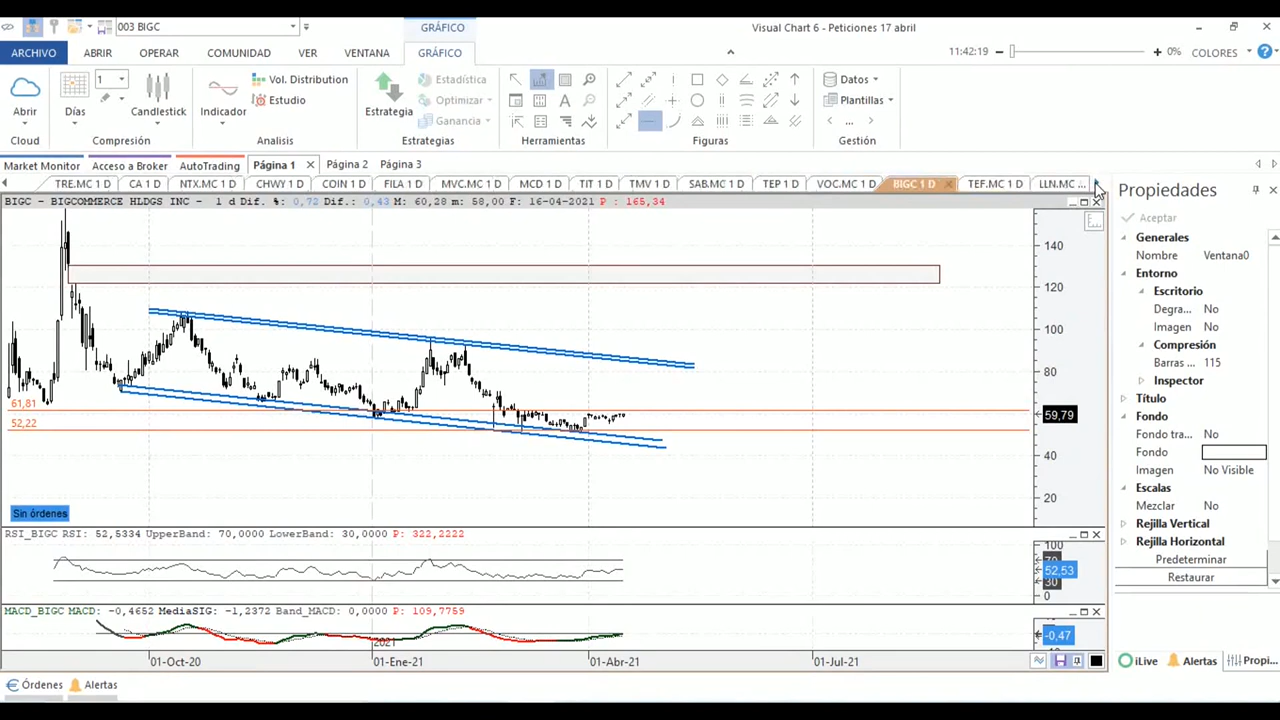 003 BIGC
GRÁFICO
Visual Chart 6 - Peticiones 17 abril
ARCHIVO ABRIR OPERAR COMUNIDAD VER VENTANA GRÁFICO
11:42:19 0% COLORES
Abrir
Cloud
Días
1
Candlestick
Compresión
Indicador
Vol. Distribution
Estudio
Analisis
Estrategia
Estadística
Optimizar
Ganancia
Estrategias
Herramientas
Figuras
Datos
Plantillas
...
Gestión
Market Monitor Acceso a Broker AutoTrading Página 1 Página 2 Página 3
TRE.MC 1 D CA 1 D NTX.MC 1 D CHWY 1 D COIN 1 D FILA 1 D MVC.MC 1 D MCD 1 D TIT 1 D TMV 1 D SAB.MC 1 D TEP 1 D VOC.MC 1 D BIGC 1 D TEF.MC 1 D LLN.MC ...
BIGC - BIGCOMMERCE HLDGS INC - 1 d Dif. %: 0,72 Dif.: 0,43 M: 60,28 m: 58,00 F: 16-04-2021 P : 165,34
140
120
100
80
59,79
40
20
61,81
52,22
Sin órdenes
RSI_BIGC RSI: 52,5334 UpperBand: 70,0000 LowerBand: 30,0000 P: 322,2222
100
70
52,53
30
0
MACD_BIGC MACD: -0,4652 MediaSIG: -1,2372 Band_MACD: 0,0000 P: 109,7759
-0,47
2021
01-Oct-20 01-Ene-21 01-Abr-21 01-Jul-21
Propiedades
Aceptar
Generales
Nombre Ventana0
Entorno
Escritorio
Degra... No
Imagen No
Compresión
Barras ... 115
Inspector
Título
Fondo
Fondo tra... No
Fondo
Imagen No Visible
Escalas
Mezclar No
Rejilla Vertical
Rejilla Horizontal
Predeterminar
Restaurar
iLive Alertas Propi...
Órdenes Alertas